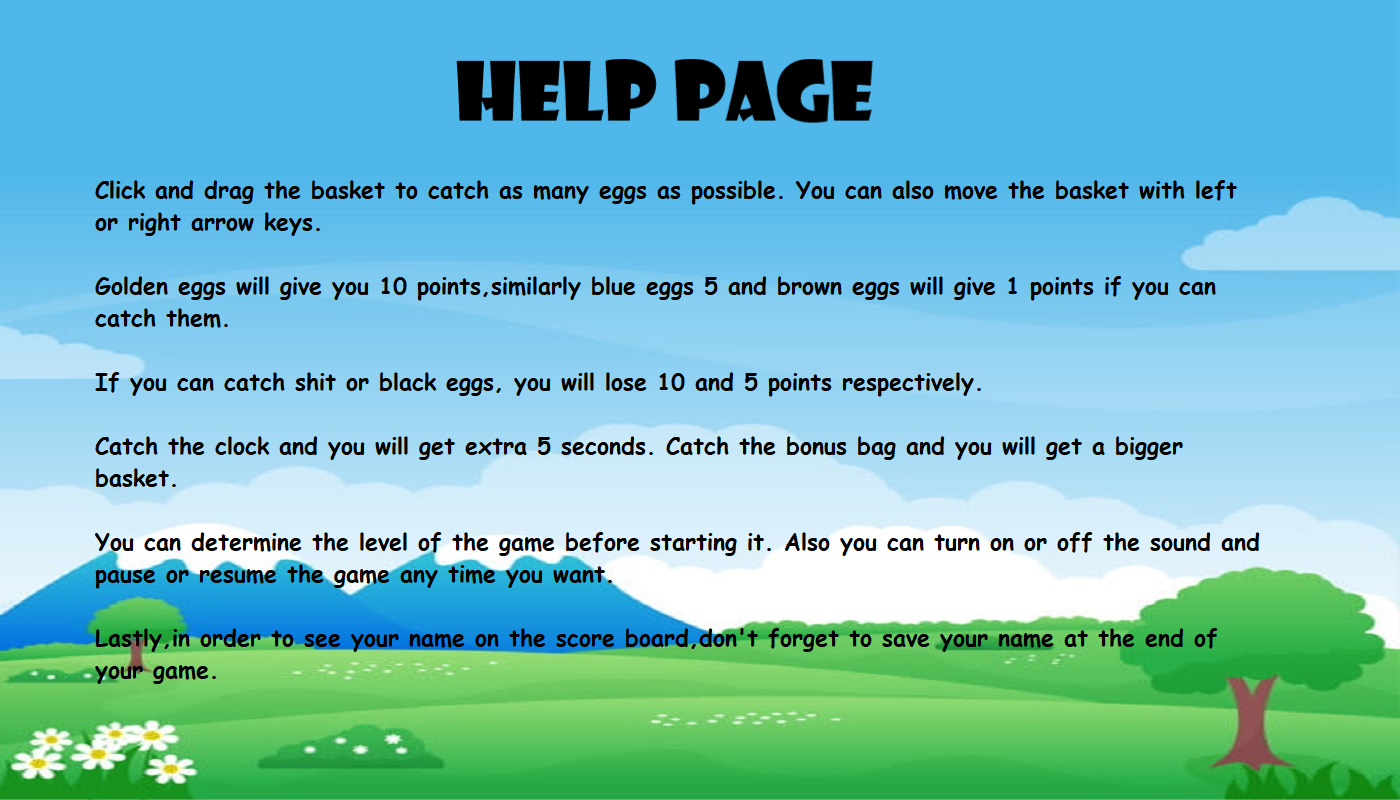 HELP PAGE
Click and drag the basket to catch as many eggs as possible. You can also move the basket with left
or right arrow keys.
Golden eggs will give you 10 points,similarly blue eggs 5 and brown eggs will give 1 points if you can
catch them.
If you can catch shit or black eggs, you will lose 10 and 5 points respectively.
Catch the clock and you will get extra 5 seconds. Catch the bonus bag and you will get a bigger
basket.
You can determine the level of the game before starting it. Also you can turn on or off the sound and
pause or resume the game any time you want.
Lastly,in order to see your name on the score board,don't forget to save your name at the end of
your game.